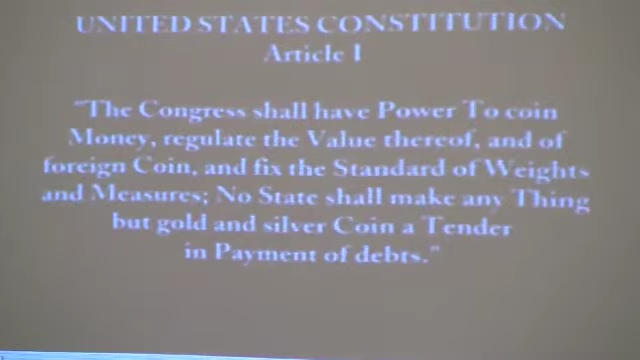 UNITED STATES CONSTITUTION
Article I
"The Congress shall have Power To coin
Money, regulate the Value thereof, and of
foreign Coin, and fix the Standard of Weights
and Measures; No State shall make any Thing
but gold and silver Coin a Tender
in Payment of debts."